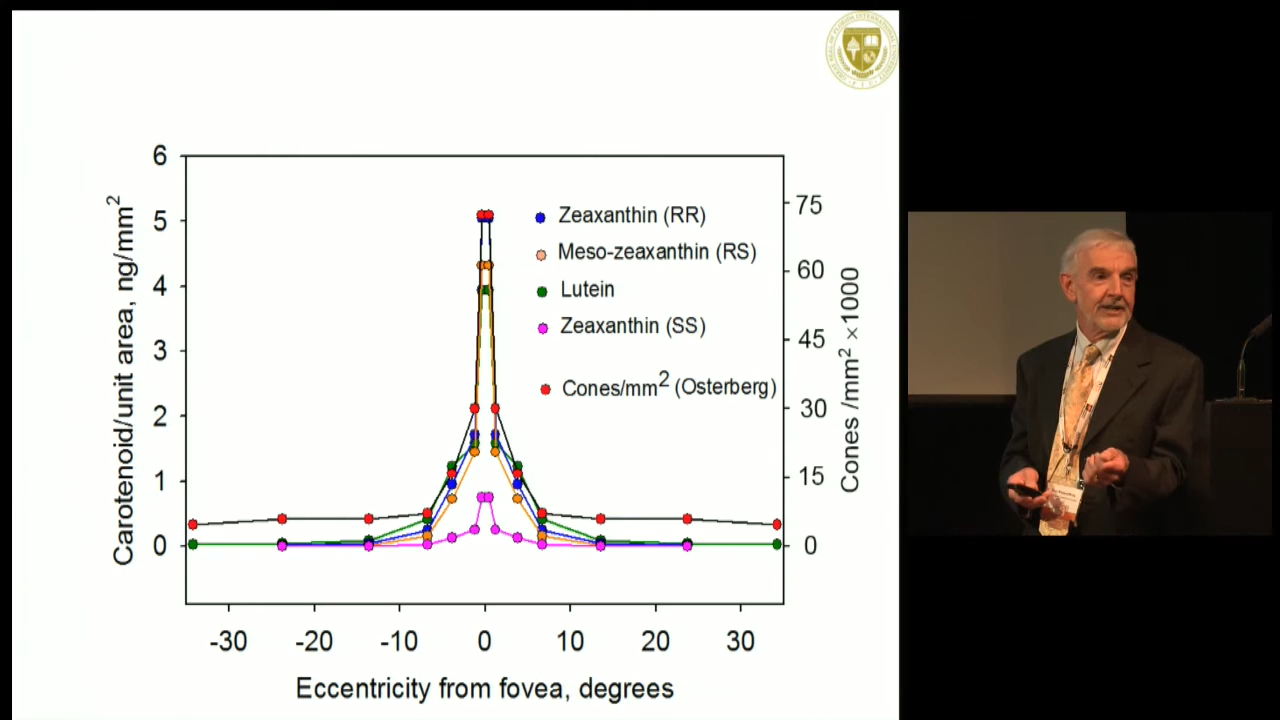 6
5
4
3
2
1
0
Carotenoid/unit area, ng/mm2
Zeaxanthin (RR)
Meso-zeaxanthin (RS)
Lutein
Zeaxanthin (SS)
Cones/mm2 (Osterberg)
75
60
45
30
15
0
Cones /mm2 ×1000
-30 -20 -10 0 10 20 30
Eccentricity from fovea, degrees